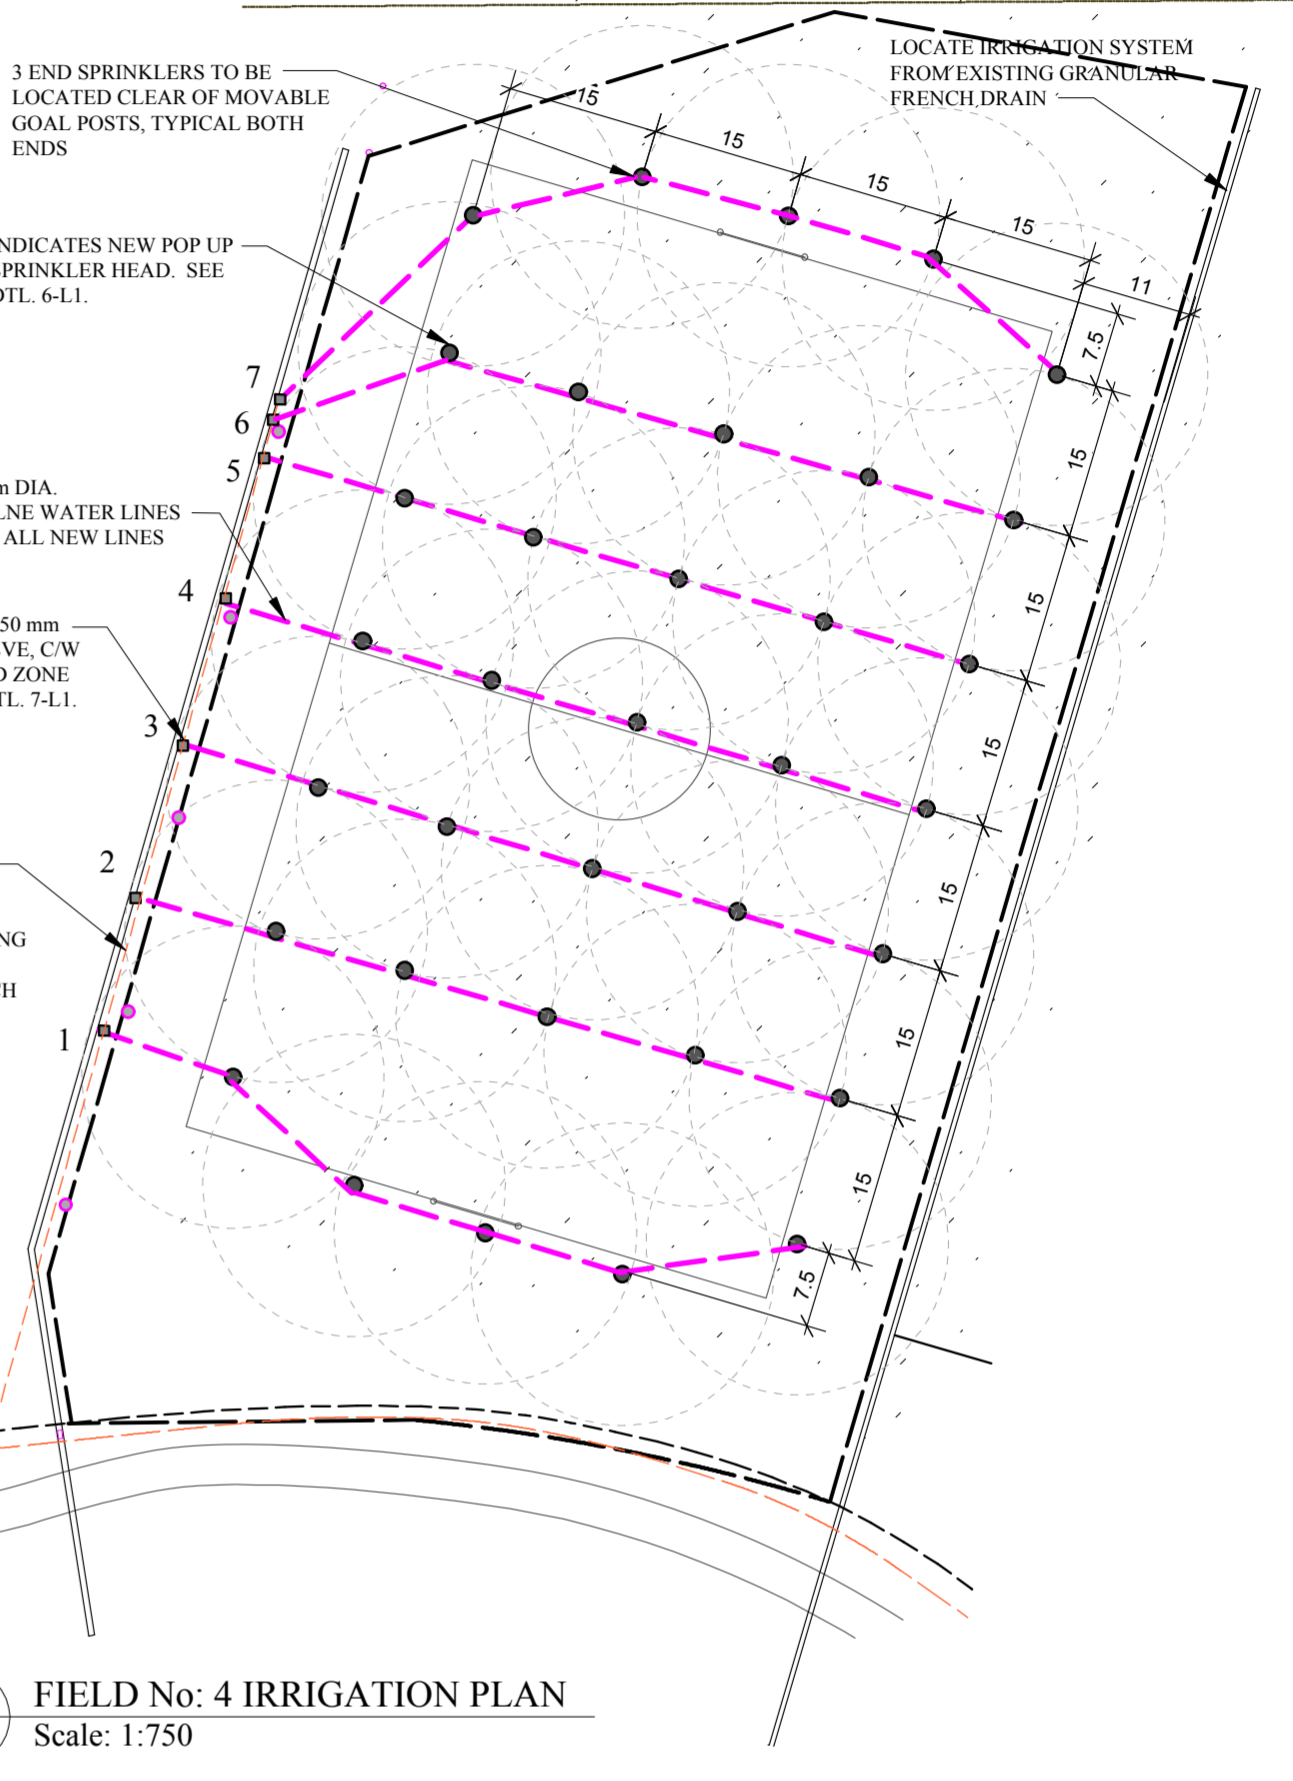 3 END SPRINKLERS TO BE
LOCATED CLEAR OF MOVABLE
GOAL POSTS, TYPICAL BOTH
ENDS
LOCATE IRRIGATION SYSTEM
FROM EXISTING GRANULAR
FRENCH DRAIN
15
15
15
15
11
7.5
NDICATES NEW POP UP
SPRINKLER HEAD. SEE
DTL. 6-L1.
7
6
5
15
m DIA.
LNE WATER LINES
ALL NEW LINES
4
15
50 mm
VE, C/W
D ZONE
TL. 7-L1.
3
15
2
15
NG
CH
1
15
15
7.5
FIELD No: 4 IRRIGATION PLAN
Scale: 1:750